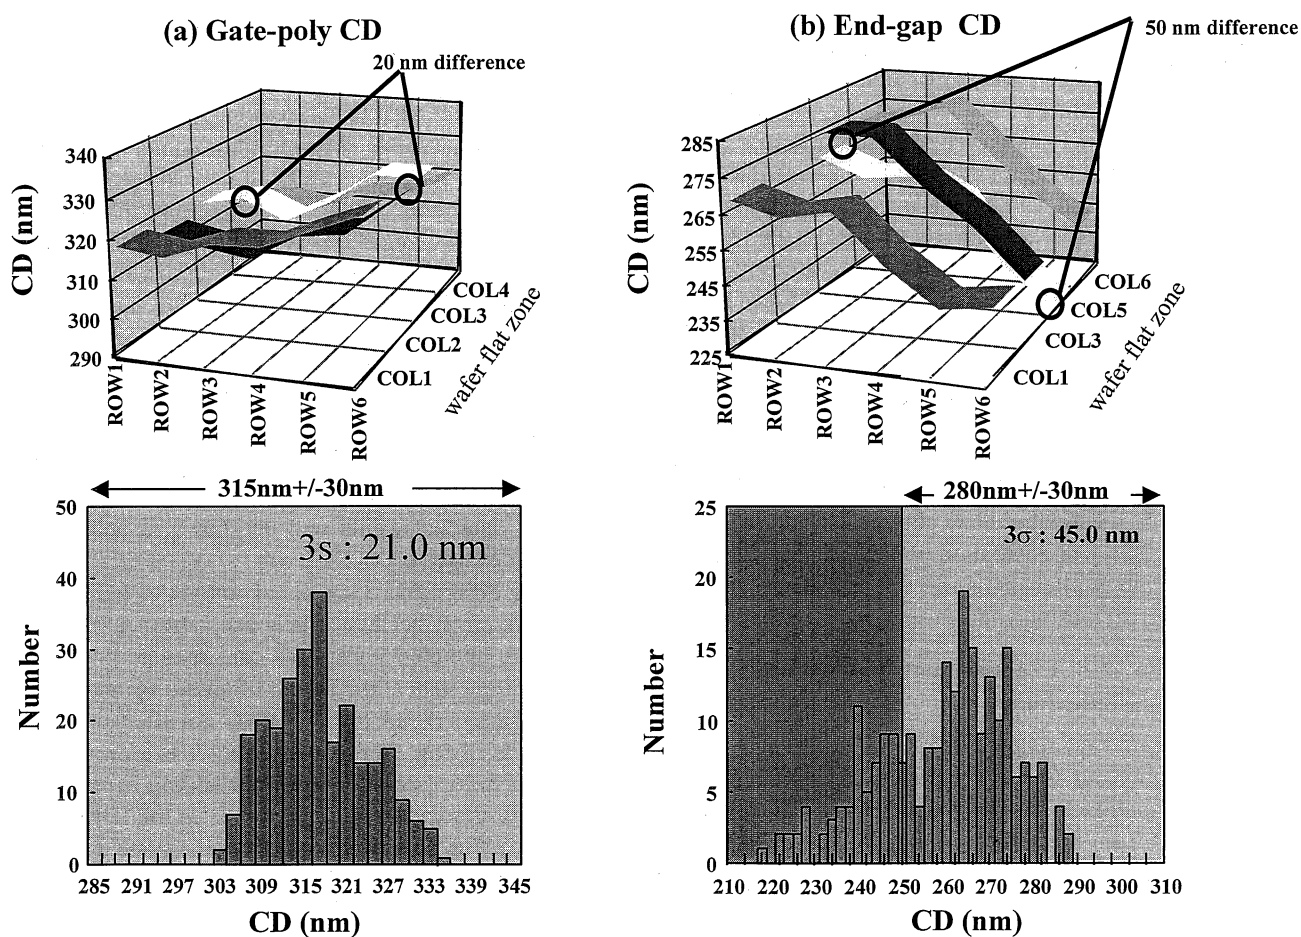 (a) Gate-poly CD
20 nm difference
CD (nm)
340
330
320
310
300
290
ROW1
ROW2
ROW3
ROW4
ROW5
ROW6
COL1
COL2
COL3
COL4
wafer flat zone
(b) End-gap CD
50 nm difference
CD (nm)
285
275
265
255
245
235
225
ROW1
ROW2
ROW3
ROW4
ROW5
ROW6
COL1
COL3
COL5
COL6
wafer flat zone
315nm+/-30nm
3s : 21.0 nm
Number
50
40
30
20
10
0
285 291 297 303 309 315 321 327 333 339 345
CD (nm)
280nm+/-30nm
3σ : 45.0 nm
Number
25
20
15
10
5
0
210 220 230 240 250 260 270 280 290 300 310
CD (nm)